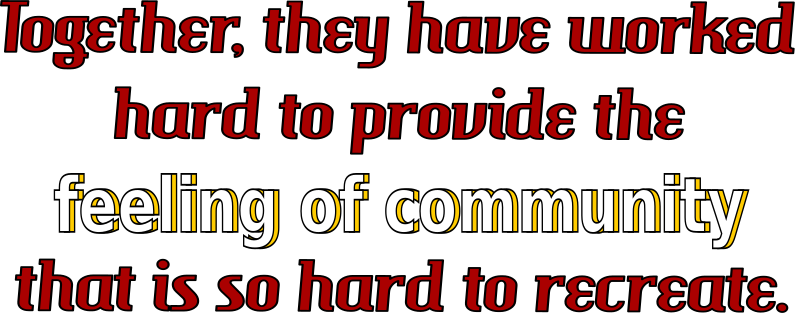 Together, they have worked
hard to provide the
feeling of community
that is so hard to recreate.